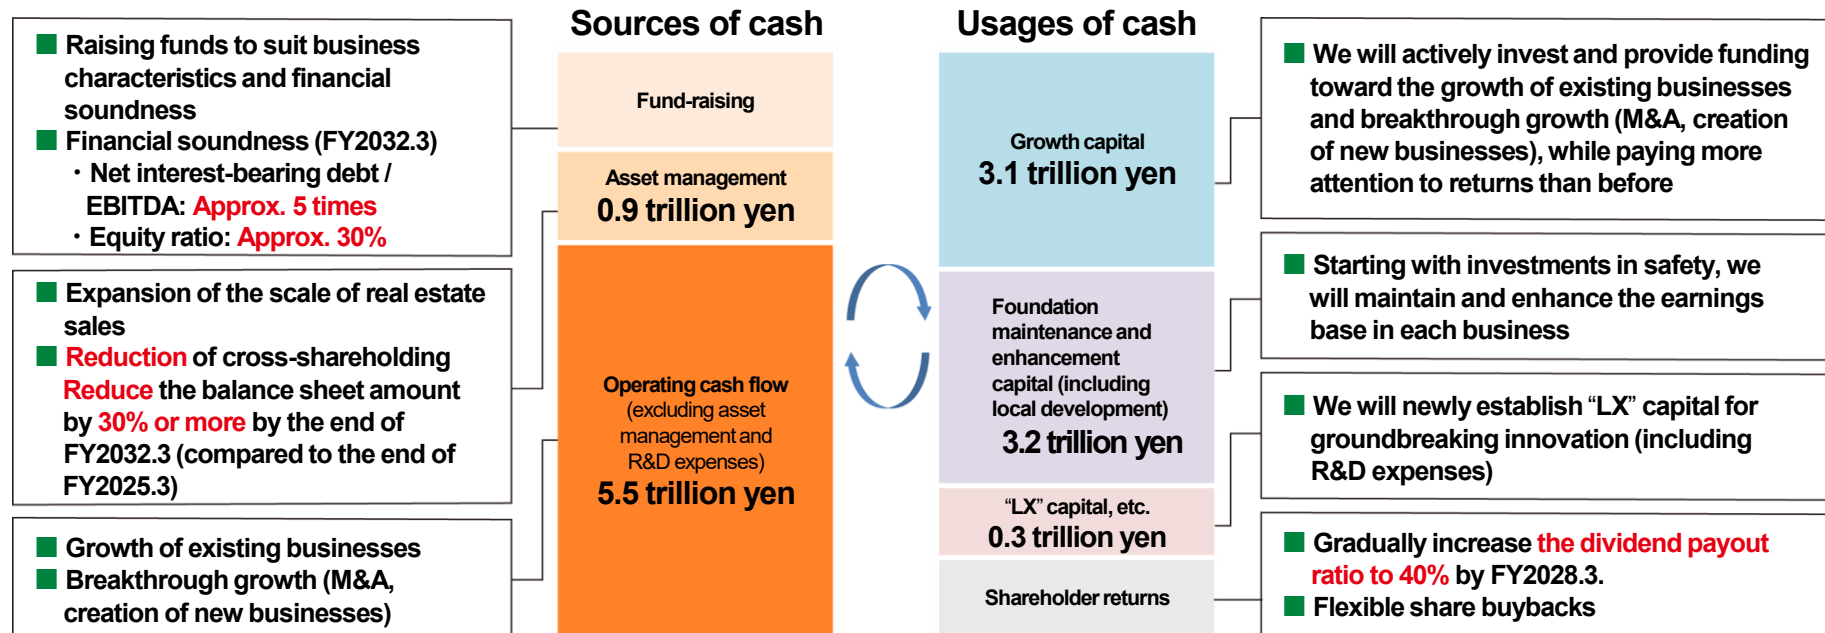 Sources of cash
Usages of cash
■ Raising funds to suit business
characteristics and financial
soundness
■ Financial soundness (FY2032.3)
・Net interest-bearing debt /
EBITDA: Approx. 5 times
・Equity ratio: Approx. 30%
■ Expansion of the scale of real estate
sales
■ Reduction of cross-shareholding
Reduce the balance sheet amount
by 30% or more by the end of
FY2032.3 (compared to the end of
FY2025.3)
■ Growth of existing businesses
■ Breakthrough growth (M&A,
creation of new businesses)
Fund-raising
Asset management
0.9 trillion yen
Operating cash flow
(excluding asset
management and
R&D expenses)
5.5 trillion yen
Growth capital
3.1 trillion yen
Foundation
maintenance and
enhancement
capital (including
local development)
3.2 trillion yen
“LX” capital, etc.
0.3 trillion yen
Shareholder returns
■ We will actively invest and provide funding
toward the growth of existing businesses
and breakthrough growth (M&A, creation
of new businesses), while paying more
attention to returns than before
■ Starting with investments in safety, we
will maintain and enhance the earnings
base in each business
■ We will newly establish “LX” capital for
groundbreaking innovation (including
R&D expenses)
■ Gradually increase the dividend payout
ratio to 40% by FY2028.3.
■ Flexible share buybacks